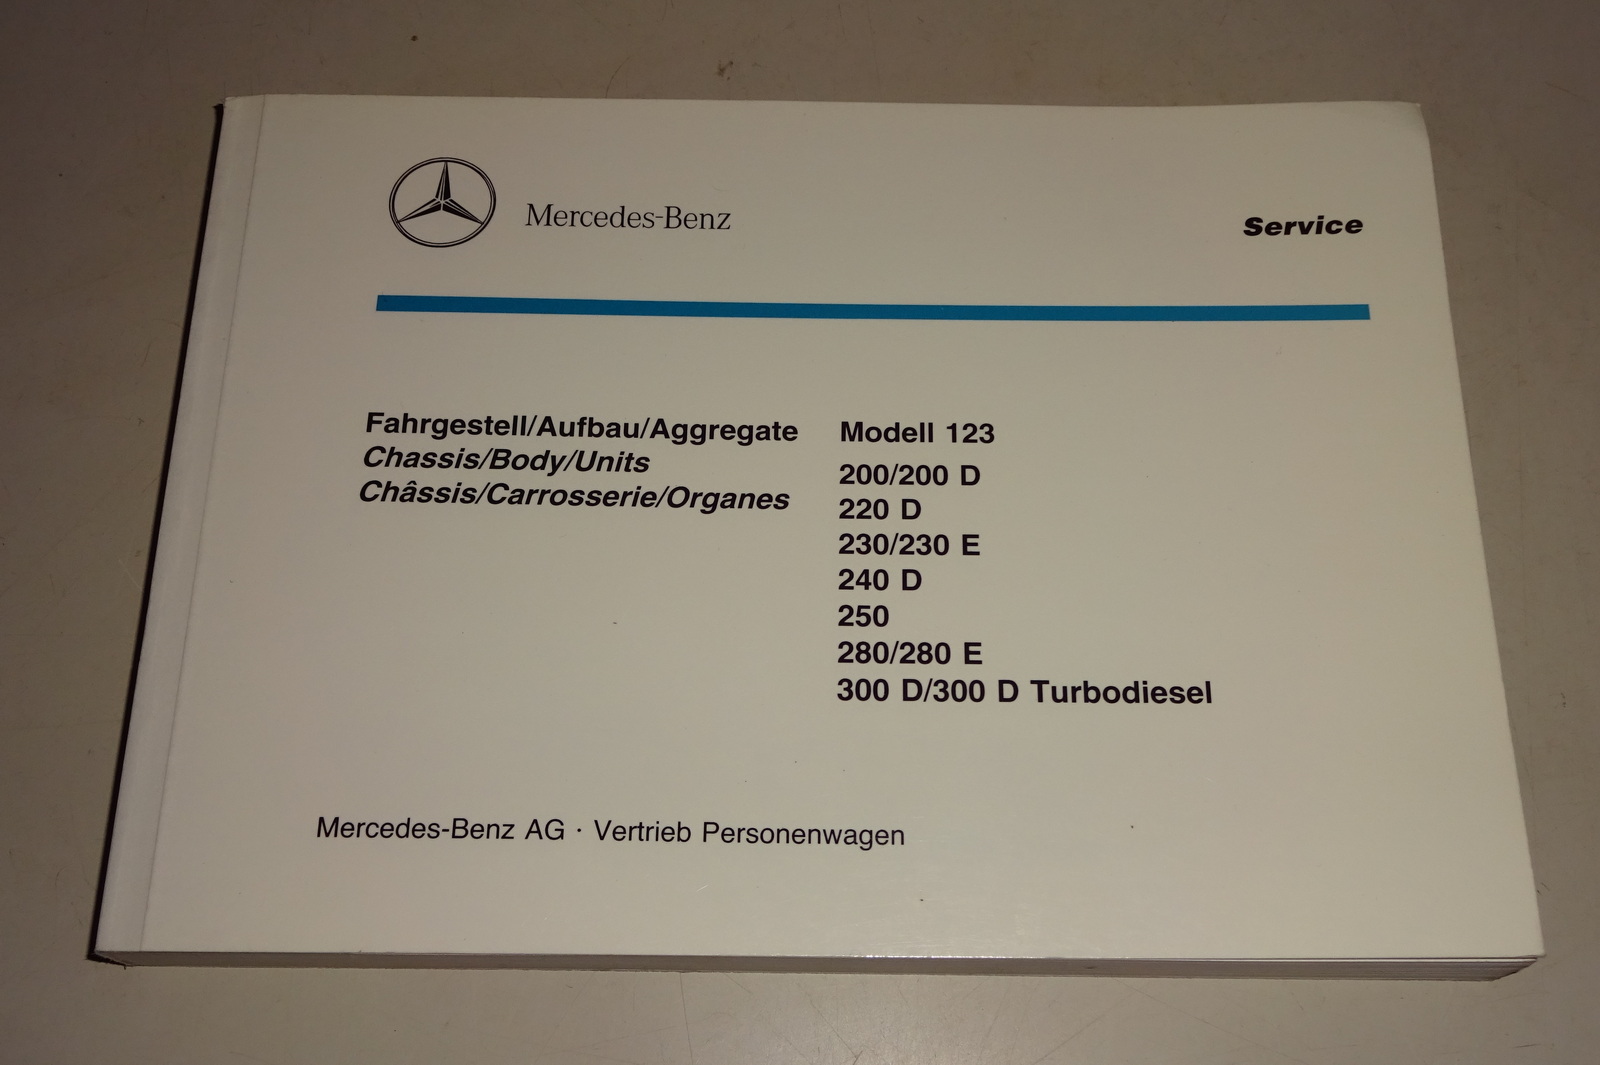 Mercedes-Benz
Service
Fahrgestell/Aufbau/Aggregate
Chassis/Body/Units
Châssis/Carrosserie/Organes
Modell 123
200/200 D
220 D
230/230 E
240 D
250
280/280 E
300 D/300 D Turbodiesel
Mercedes-Benz AG · Vertrieb Personenwagen